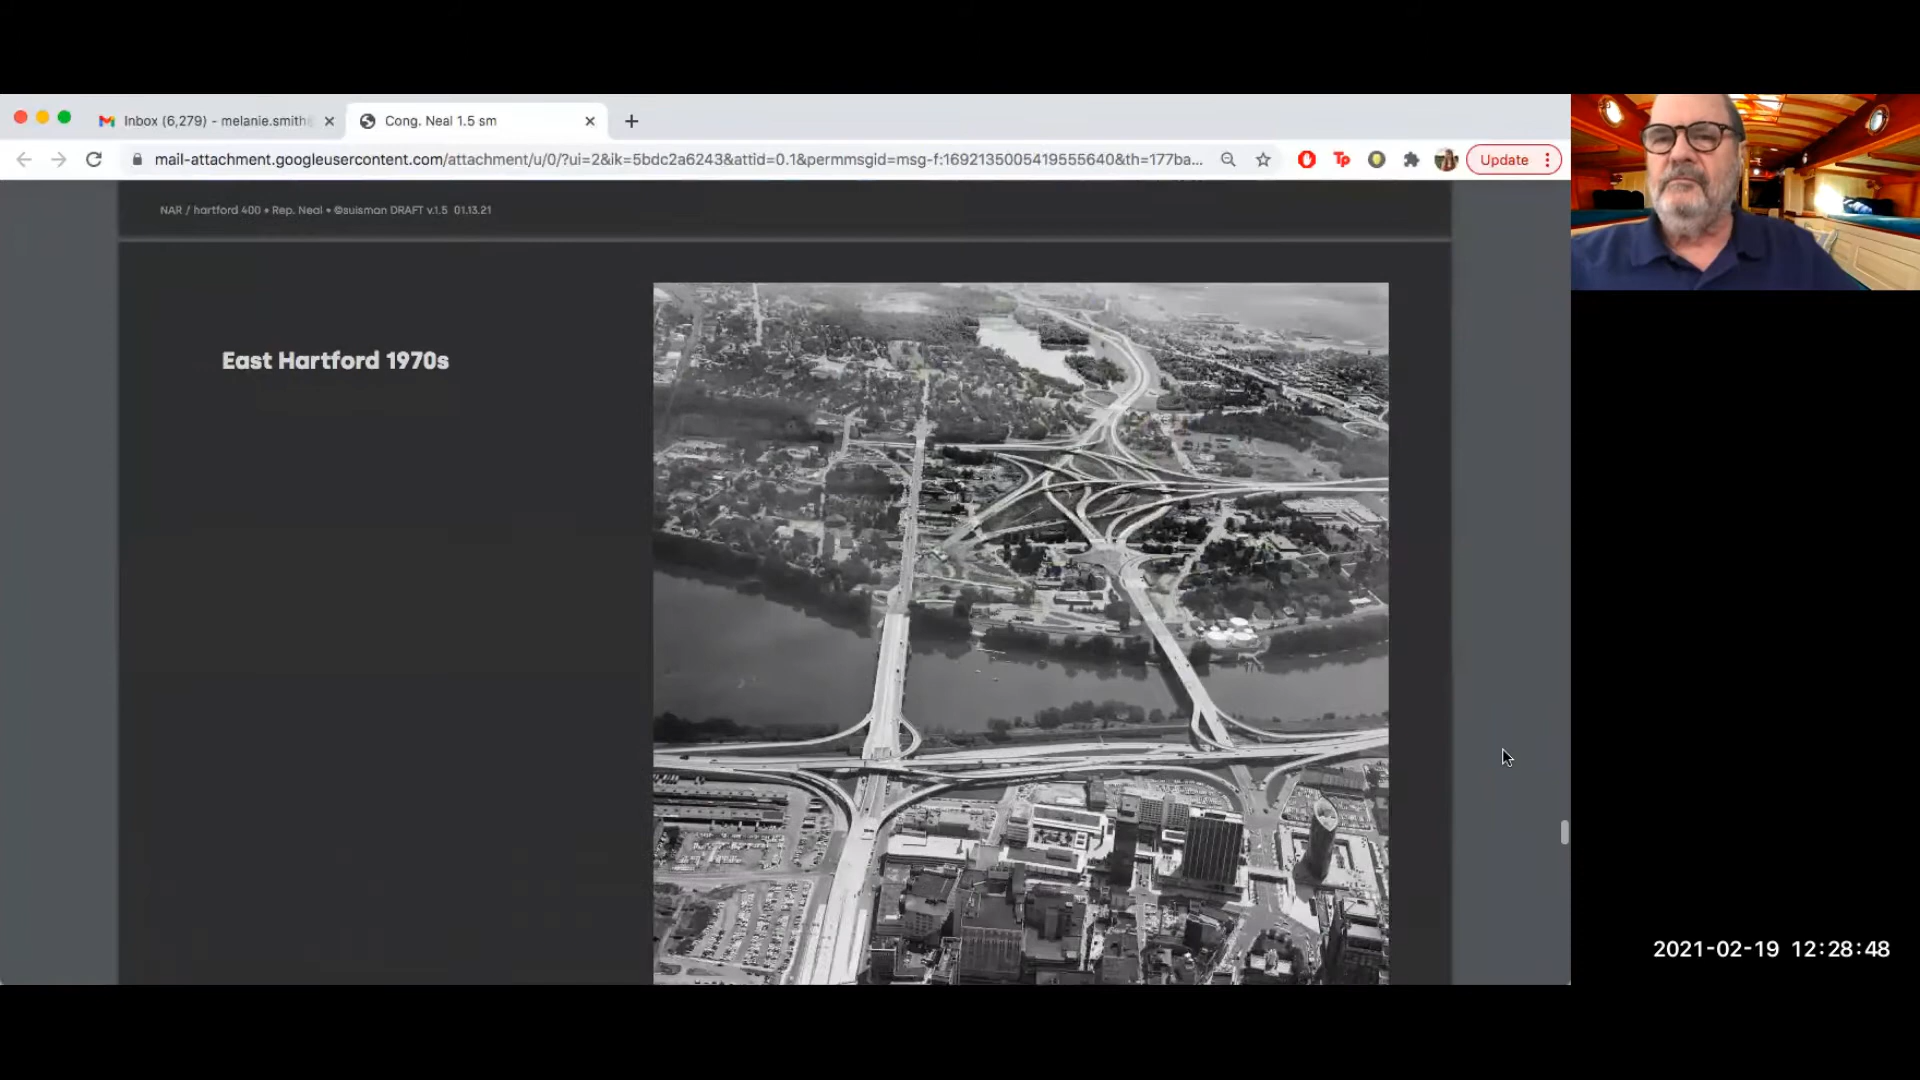 Inbox (6,279) - melanie.smith
Cong. Neal 1.5 sm
mail-attachment.googleusercontent.com/attachment/u/0/?ui=2&ik=5bdc2a6243&attid=0.1&permmsgid=msg-f:1692135005419555640&th=177ba...
Tp
Update
NAR / hartford 400 • Rep. Neal • ©suisman DRAFT v.1.5 01.13.21
East Hartford 1970s
2021-02-19 12:28:48